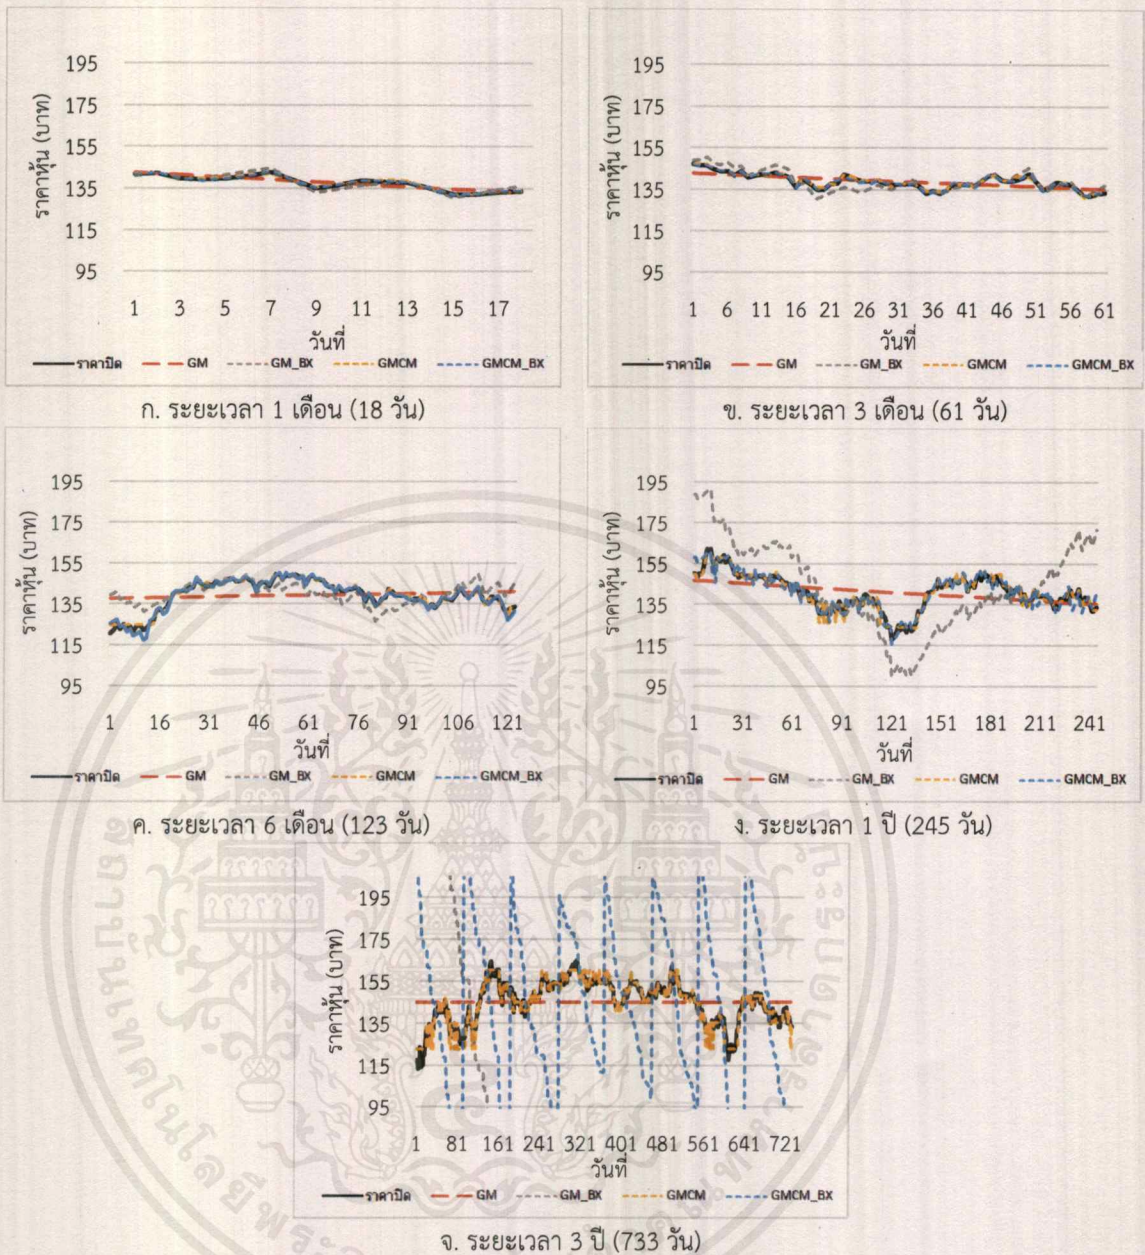 195
175
155
135
115
95
ราคาหุ้น (บาท)
1 3 5 7 9 11 13 15 17
วันที่
ราคาปิด GM GM_BX GMCM GMCM_BX
ก. ระยะเวลา 1 เดือน (18 วัน)
195
175
155
135
115
95
ราคาหุ้น (บาท)
1 6 11 16 21 26 31 36 41 46 51 56 61
วันที่
ราคาปิด GM GM_BX GMCM GMCM_BX
ข. ระยะเวลา 3 เดือน (61 วัน)
195
175
155
135
115
95
ราคาหุ้น (บาท)
1 16 31 46 61 76 91 106 121
วันที่
ราคาปิด GM GM_BX GMCM GMCM_BX
ค. ระยะเวลา 6 เดือน (123 วัน)
195
175
155
135
115
95
ราคาหุ้น (บาท)
1 31 61 91 121 151 181 211 241
วันที่
ราคาปิด GM GM_BX GMCM GMCM_BX
ง. ระยะเวลา 1 ปี (245 วัน)
195
175
155
135
115
95
ราคาหุ้น (บาท)
1 81 161 241 321 401 481 561 641 721
วันที่
ราคาปิด GM GM_BX GMCM GMCM_BX
จ. ระยะเวลา 3 ปี (733 วัน)